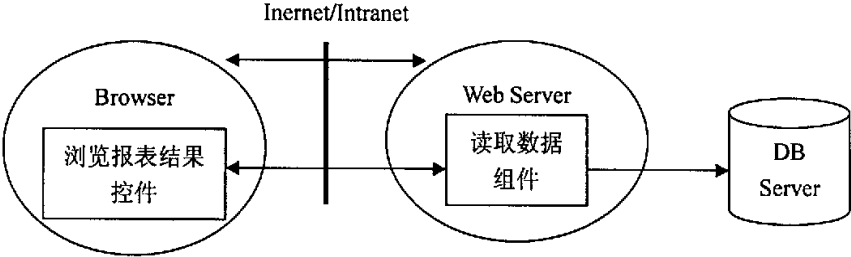 Inernet/Intranet
Browser
浏览报表结果
控件
Web Server
读取数据
组件
DB
Server